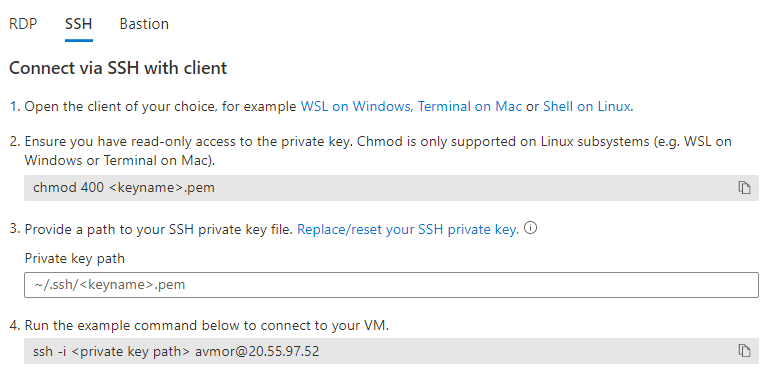 RDP SSH Bastion
Connect via SSH with client
1. Open the client of your choice, for example WSL on Windows, Terminal on Mac or Shell on Linux.
2. Ensure you have read-only access to the private key. Chmod is only supported on Linux subsystems (e.g. WSL on
Windows or Terminal on Mac).
chmod 400 <keyname>.pem
3. Provide a path to your SSH private key file. Replace/reset your SSH private key.
Private key path
~/.ssh/<keyname>.pem
4. Run the example command below to connect to your VM.
ssh -i <private key path> avmor@20.55.97.52